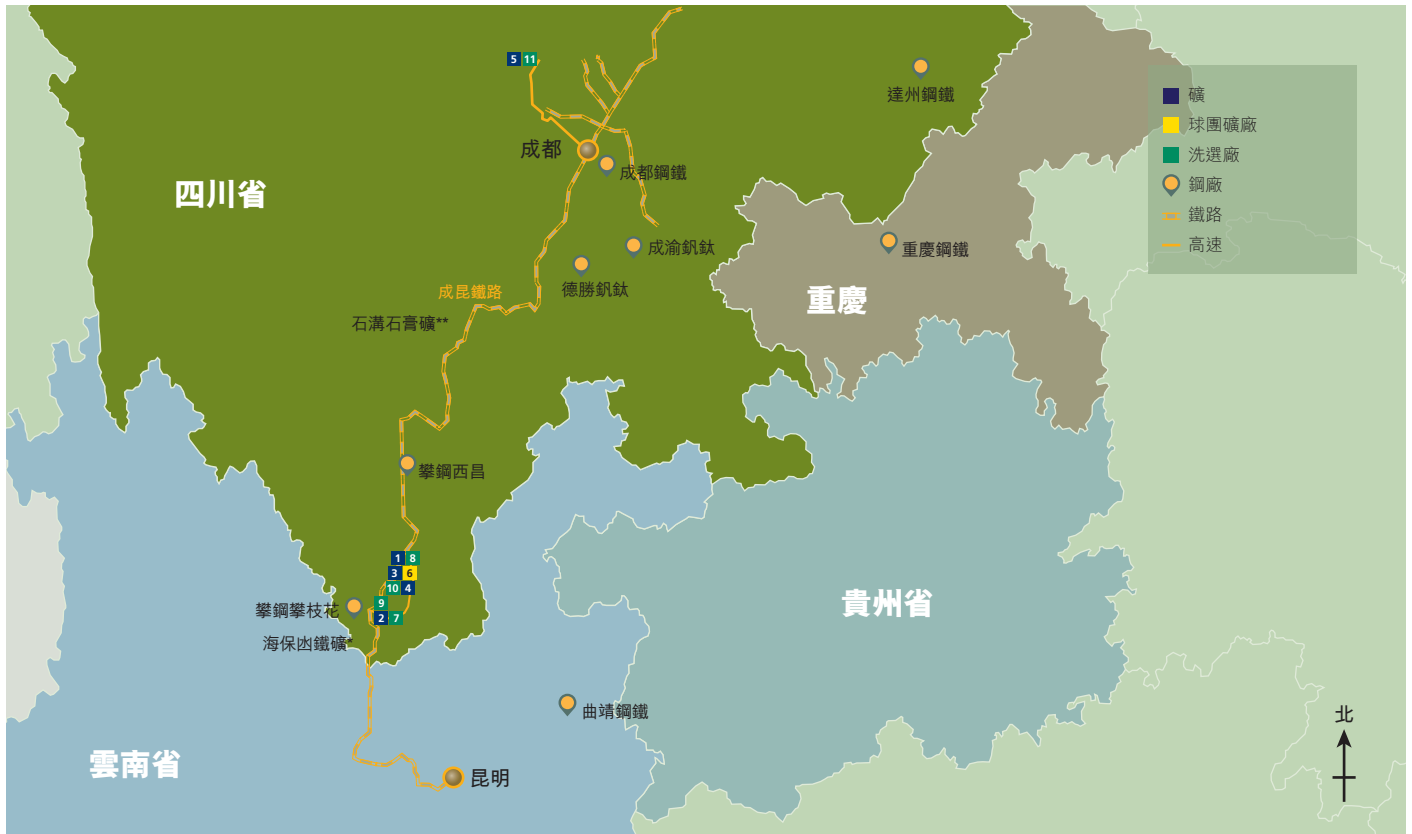 5 11
達州鋼鐵
礦
球團礦廠
洗選廠
鋼廠
鐵路
高速
成都
成都鋼鐵
四川省
成渝釩鈦
重慶鋼鐵
德勝釩鈦
成昆鐵路
重慶
石溝石膏礦**
攀鋼西昌
1 8
3 6
10 4
9
2 7
攀鋼攀枝花
貴州省
海保凼鐵礦*
曲靖鋼鐵
北
雲南省
昆明